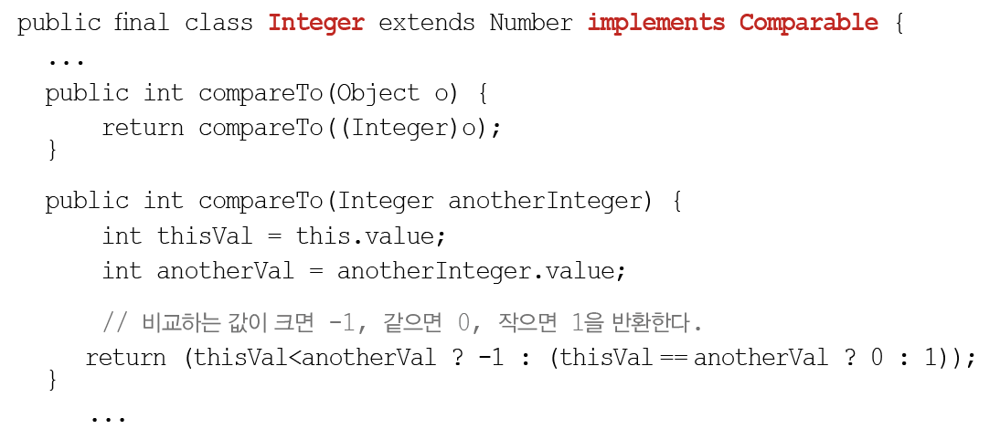 public final class Integer extends Number implements Comparable {
...
public int compareTo(Object o) {
return compareTo((Integer)o);
}
public int compareTo(Integer anotherInteger) {
int thisVal = this.value;
int anotherVal = anotherInteger.value;
// 비교하는 값이 크면 -1, 같으면 0, 작으면 1을 반환한다.
return (thisVal<anotherVal ? -1 : (thisVal==anotherVal ? 0 : 1));
}
...